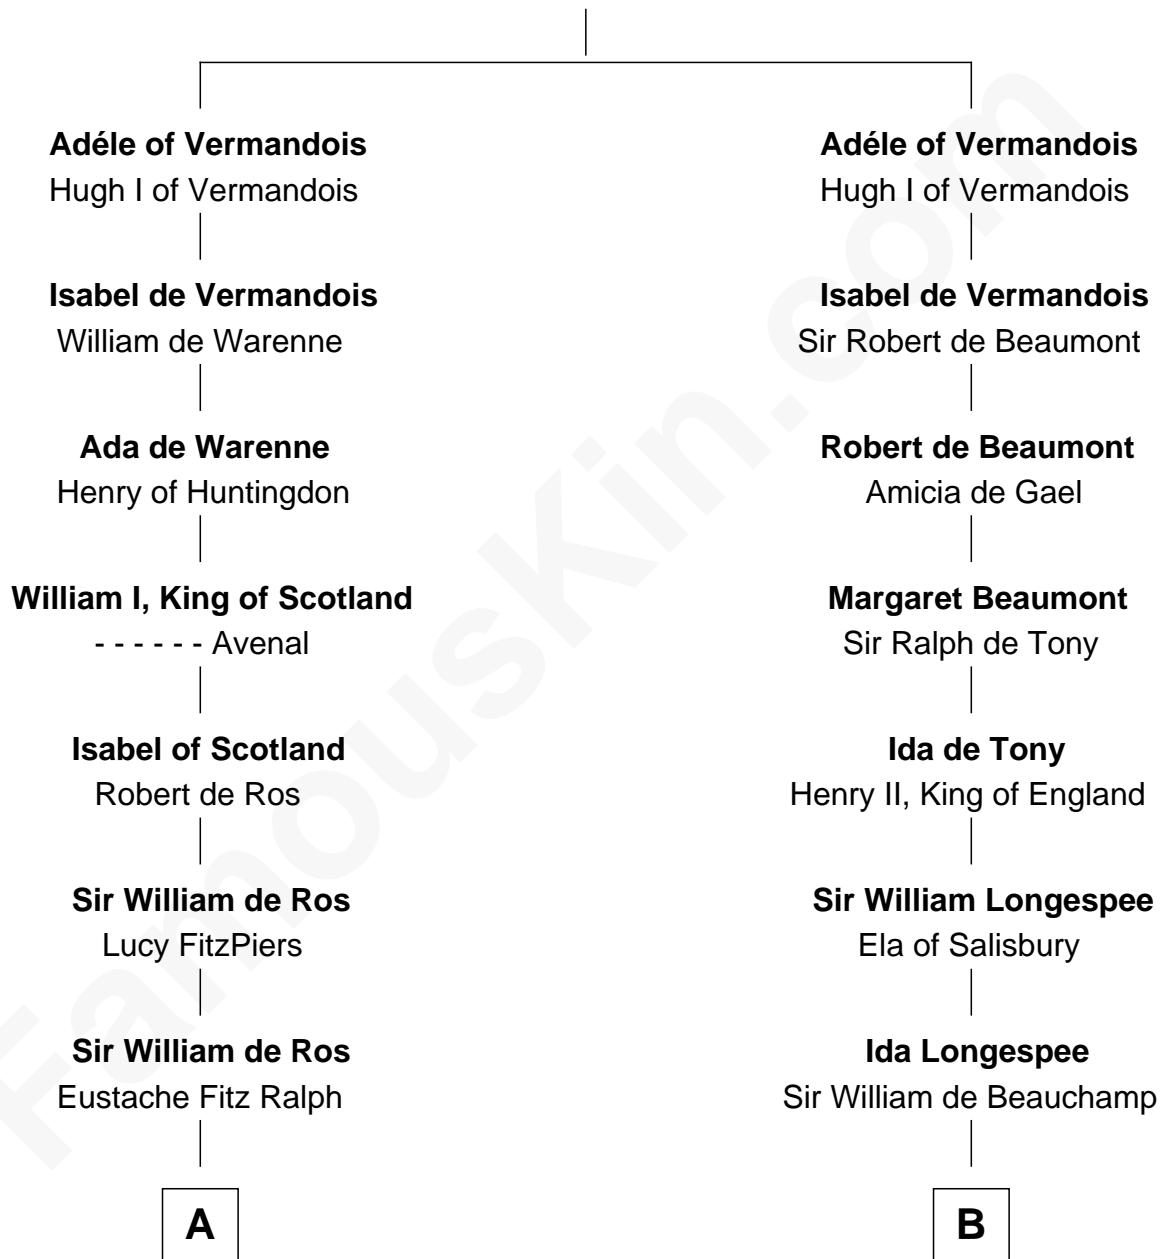 Adéle of Vermandois
Hugh I of Vermandois
Isabel de Vermandois
William de Warenne
Ada de Warenne
Henry of Huntingdon
William I, King of Scotland
- - - - - - Avenal
Isabel of Scotland
Robert de Ros
Sir William de Ros
Lucy FitzPiers
Sir William de Ros
Eustache Fitz Ralph
A
Adéle of Vermandois
Hugh I of Vermandois
Isabel de Vermandois
Sir Robert de Beaumont
Robert de Beaumont
Amicia de Gael
Margaret Beaumont
Sir Ralph de Tony
Ida de Tony
Henry II, King of England
Sir William Longespee
Ela of Salisbury
Ida Longespee
Sir William de Beauchamp
B
FamousKin.com